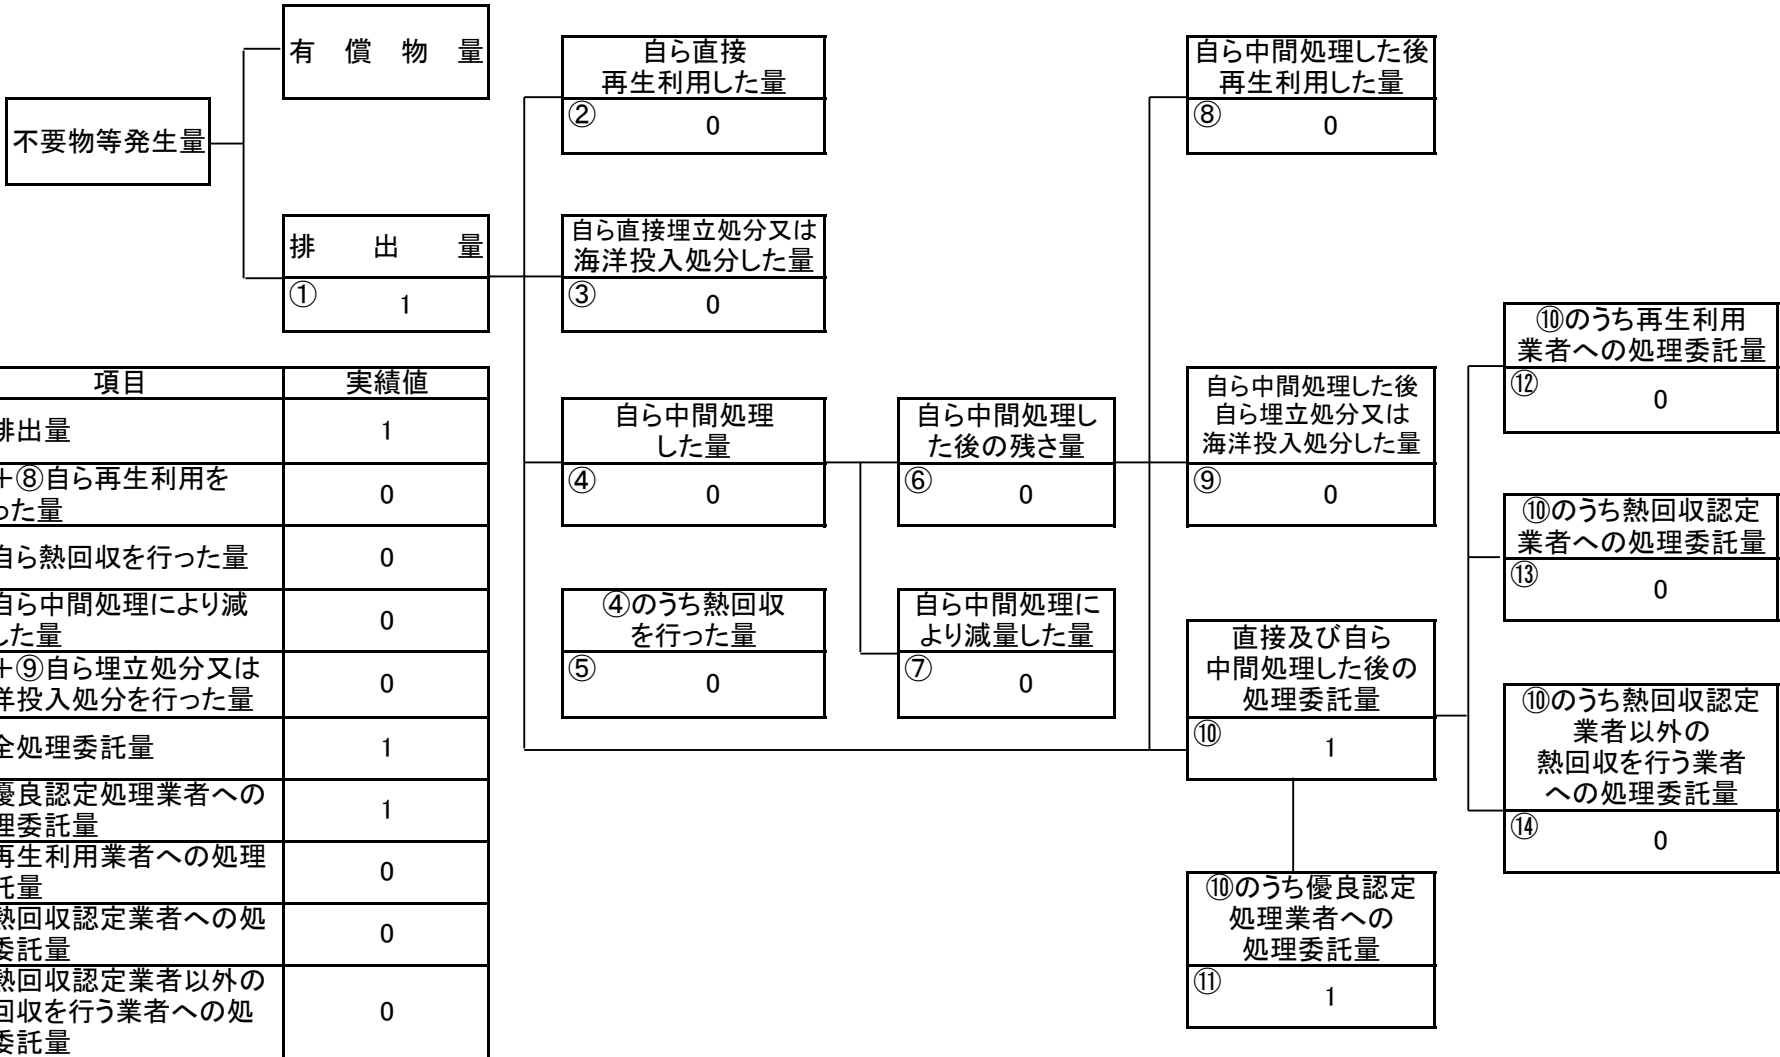 有償物量
不要物等発生量
排出量
① 1
自ら直接
再生利用した量
② 0
自ら直接埋立処分又は
海洋投入処分した量
③ 0
自ら中間処理
した量
④ 0
④のうち熱回収
を行った量
⑤ 0
自ら中間処理し
た後の残さ量
⑥ 0
自ら中間処理に
より減量した量
⑦ 0
自ら中間処理した後
再生利用した量
⑧ 0
自ら中間処理した後
自ら埋立処分又は
海洋投入処分した量
⑨ 0
直接及び自ら
中間処理した後の
処理委託量
⑩ 1
⑩のうち優良認定
処理業者への
処理委託量
⑪ 1
⑩のうち再生利用
業者への処理委託量
⑫ 0
⑩のうち熱回収認定
業者への処理委託量
⑬ 0
⑩のうち熱回収認定
業者以外の
熱回収を行う業者
への処理委託量
⑭ 0
項目 実績値
排出量 1
+⑧自ら再生利用を
った量 0
自ら熱回収を行った量 0
自ら中間処理により減
した量 0
+⑨自ら埋立処分又は
洋投入処分を行った量 0
全処理委託量 1
優良認定処理業者への
理委託量 1
再生利用業者への処理
託量 0
熱回収認定業者への処
委託量 0
熱回収認定業者以外の
回収を行う業者への処
委託量 0